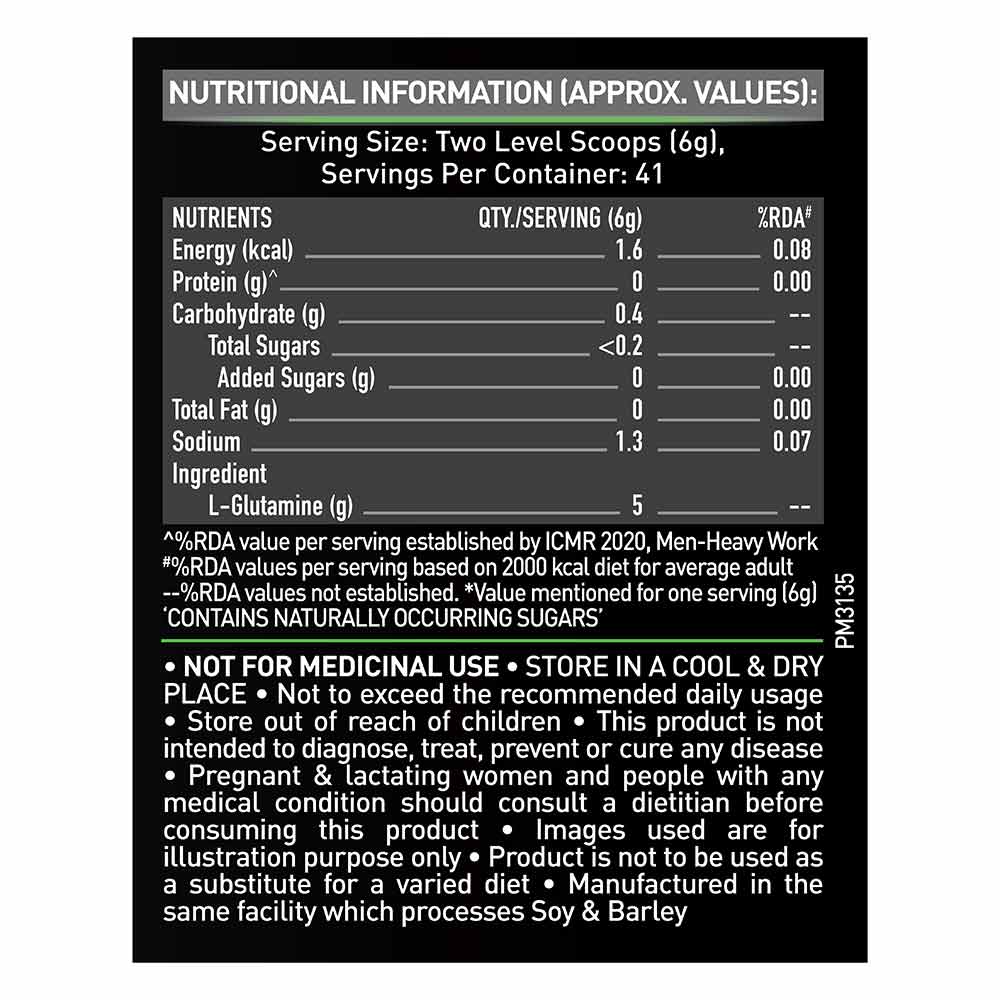 NUTRITIONAL INFORMATION (APPROX. VALUES):
Serving Size: Two Level Scoops (6g),
Servings Per Container: 41
NUTRIENTS QTY./SERVING (6g) %RDA#
Energy (kcal) 1.6 0.08
Protein (g)^ 0 0.00
Carbohydrate (g) 0.4 --
Total Sugars <0.2 --
Added Sugars (g) 0 0.00
Total Fat (g) 0 0.00
Sodium 1.3 0.07
Ingredient
L-Glutamine (g) 5 --
^%RDA value per serving established by ICMR 2020, Men-Heavy Work
#%RDA values per serving based on 2000 kcal diet for average adult
--%RDA values not established. *Value mentioned for one serving (6g)
‘CONTAINS NATURALLY OCCURRING SUGARS’
PM3135
• NOT FOR MEDICINAL USE • STORE IN A COOL & DRY
PLACE • Not to exceed the recommended daily usage
• Store out of reach of children • This product is not
intended to diagnose, treat, prevent or cure any disease
• Pregnant & lactating women and people with any
medical condition should consult a dietitian before
consuming this product • Images used are for
illustration purpose only • Product is not to be used as
a substitute for a varied diet • Manufactured in the
same facility which processes Soy & Barley